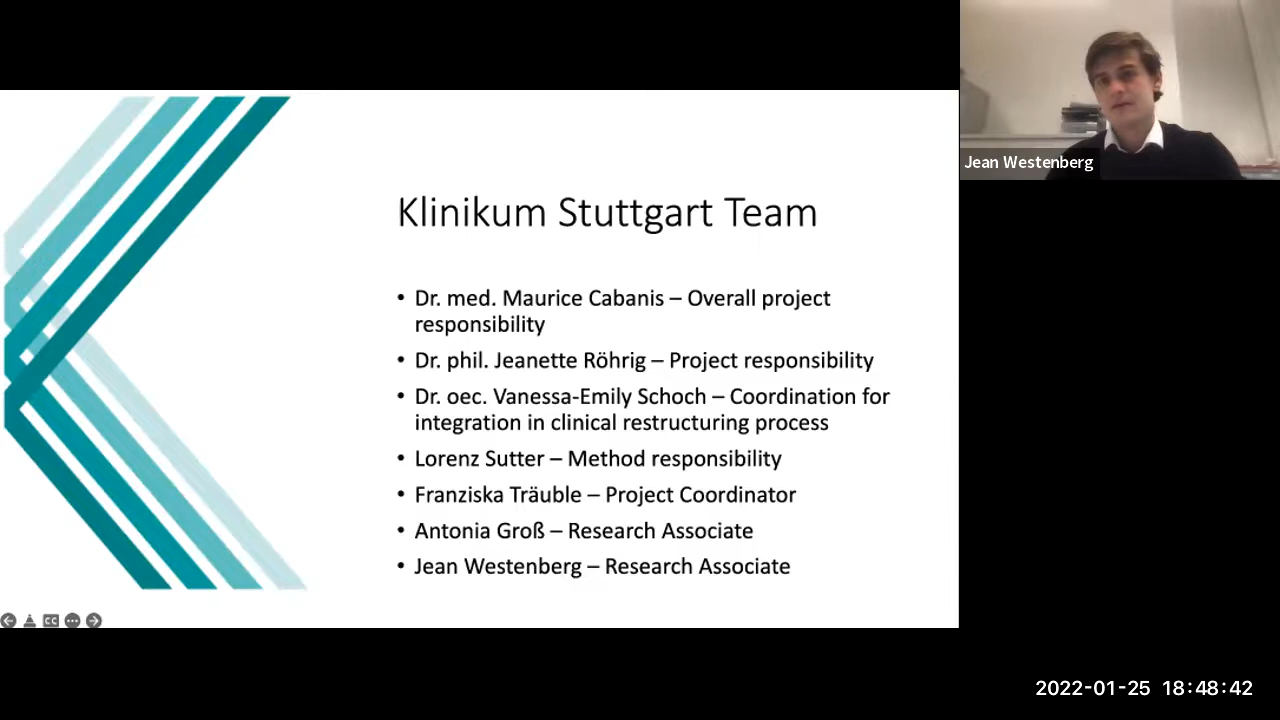 Klinikum Stuttgart Team
• Dr. med. Maurice Cabanis – Overall project
responsibility
• Dr. phil. Jeanette Röhrig – Project responsibility
• Dr. oec. Vanessa-Emily Schoch – Coordination for
integration in clinical restructuring process
• Lorenz Sutter – Method responsibility
• Franziska Träuble – Project Coordinator
• Antonia Groß – Research Associate
• Jean Westenberg – Research Associate
CC
Jean Westenberg
2022-01-25 18:48:42